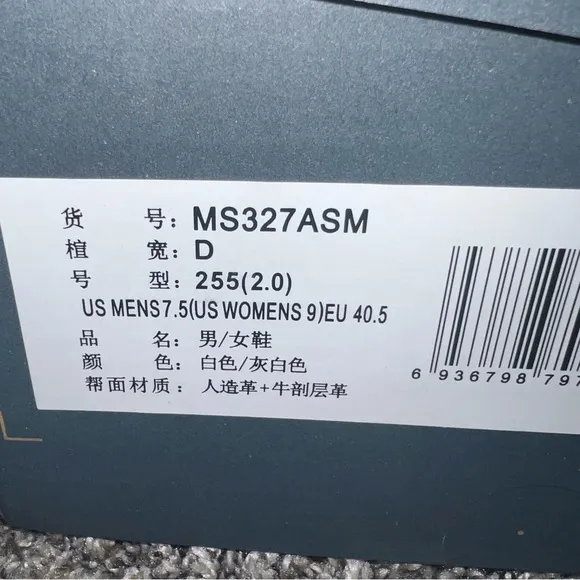 货 号: MS327ASM
楦 宽: D
号 型: 255(2.0)
US MENS7.5(US WOMENS 9)EU 40.5
品 名: 男/女鞋
颜 色: 白色/灰白色
帮面材质: 人造革+牛剖层革
6 936798 797